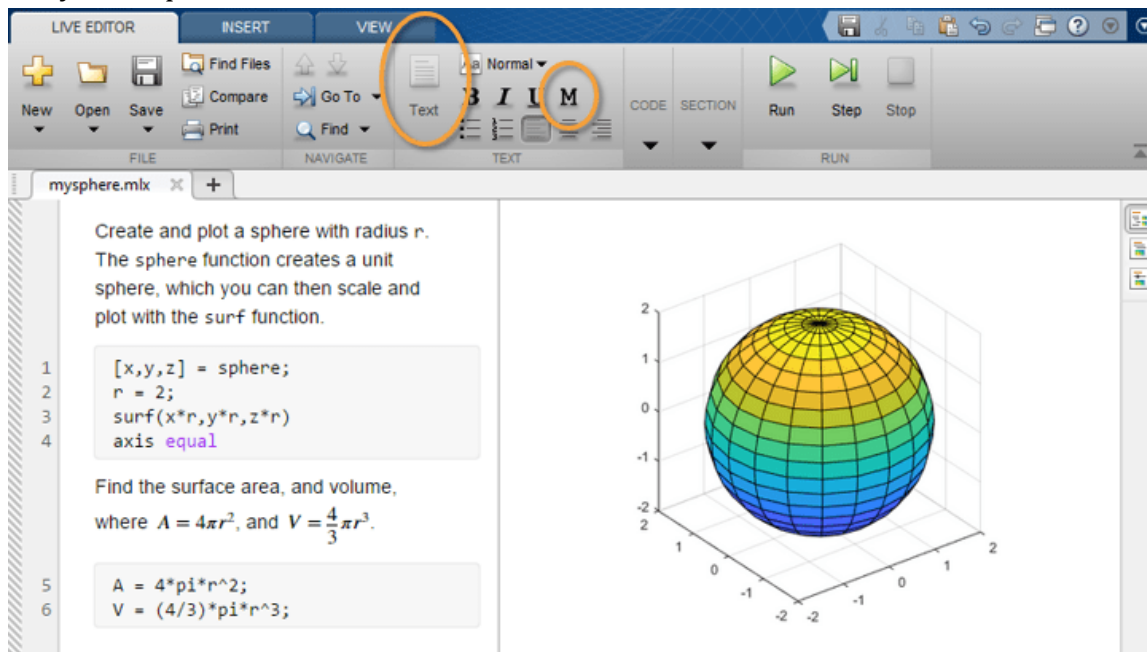 LIVE EDITOR INSERT VIEW
New Open Save Find Files Compare Print
Go To Find
Text Aa Normal B I U M
CODE SECTION
Run Step Stop
FILE NAVIGATE TEXT RUN
mysphere.mlx
Create and plot a sphere with radius r.
The sphere function creates a unit
sphere, which you can then scale and
plot with the surf function.
1 [x,y,z] = sphere;
2 r = 2;
3 surf(x*r,y*r,z*r)
4 axis equal
Find the surface area, and volume,
where A = 4πr², and V = 4/3 πr³.
5 A = 4*pi*r^2;
6 V = (4/3)*pi*r^3;
2
1
0
-1
-2
2
1
0
-1
-2
-2
-1
0
1
2